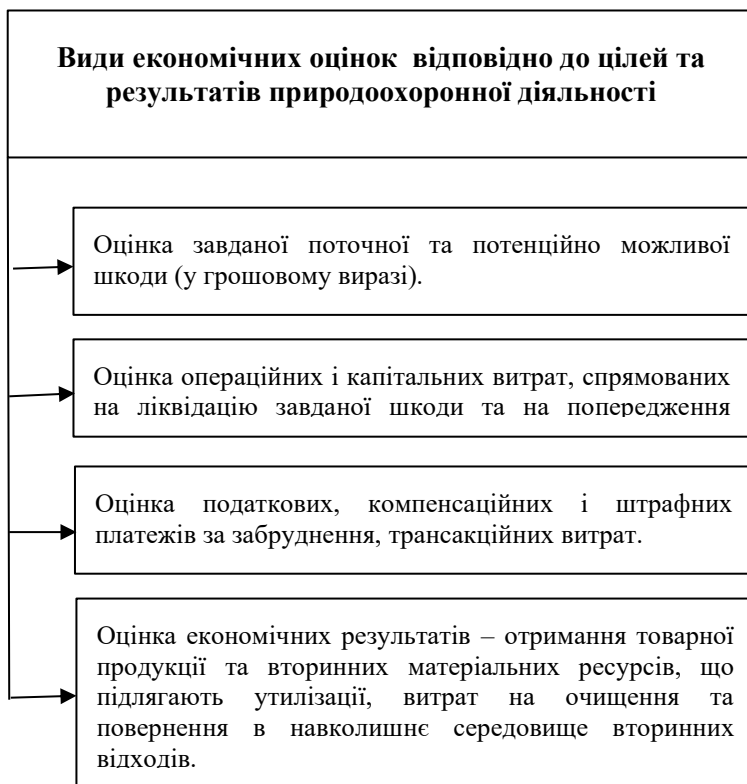 Види економічних оцінок відповідно до цілей та
результатів природоохоронної діяльності
Оцінка завданої поточної та потенційно можливої
шкоди (у грошовому виразі).
Оцінка операційних і капітальних витрат, спрямованих
на ліквідацію завданої шкоди та на попередження
Оцінка податкових, компенсаційних і штрафних
платежів за забруднення, трансакційних витрат.
Оцінка економічних результатів – отримання товарної
продукції та вторинних матеріальних ресурсів, що
підлягають утилізації, витрат на очищення та
повернення в навколишнє середовище вторинних
відходів.